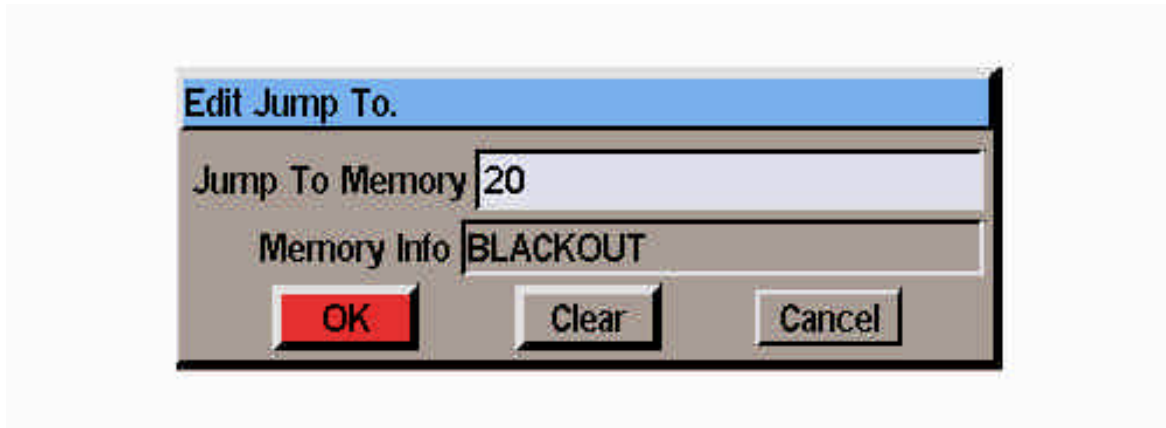 Edit Jump To.
Jump To Memory 20
Memory Info BLACKOUT
OK Clear Cancel